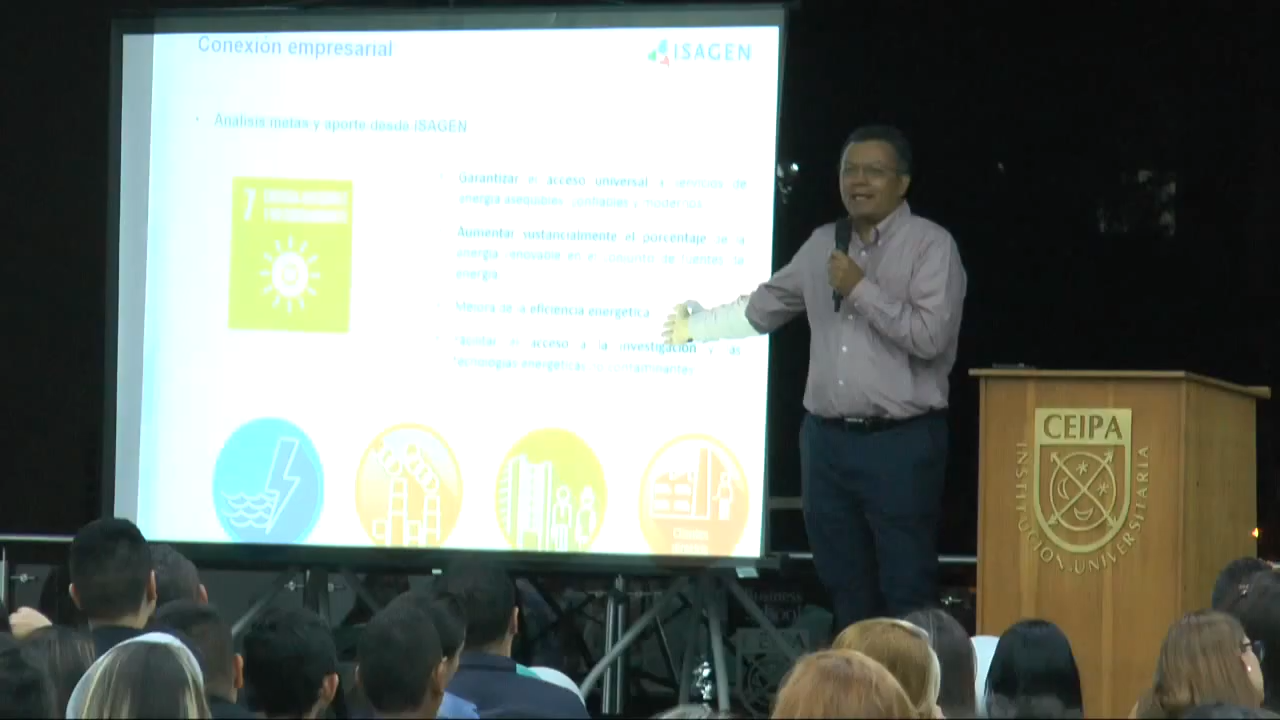 Conexión empresarial
ISAGEN
• Análisis metas y aporte desde ISAGEN
7
Garantizar el acceso universal a servicios de
energía asequibles, confiables y modernos.
Aumentar sustancialmente el porcentaje de la
energía renovable en el conjunto de fuentes de
energía.
Mejora de la eficiencia energética.
Facilitar el acceso a la investigación y las
tecnologías energéticas no contaminantes
CEIPA
INSTITUCIÓN UNIVERSITARIA
Business